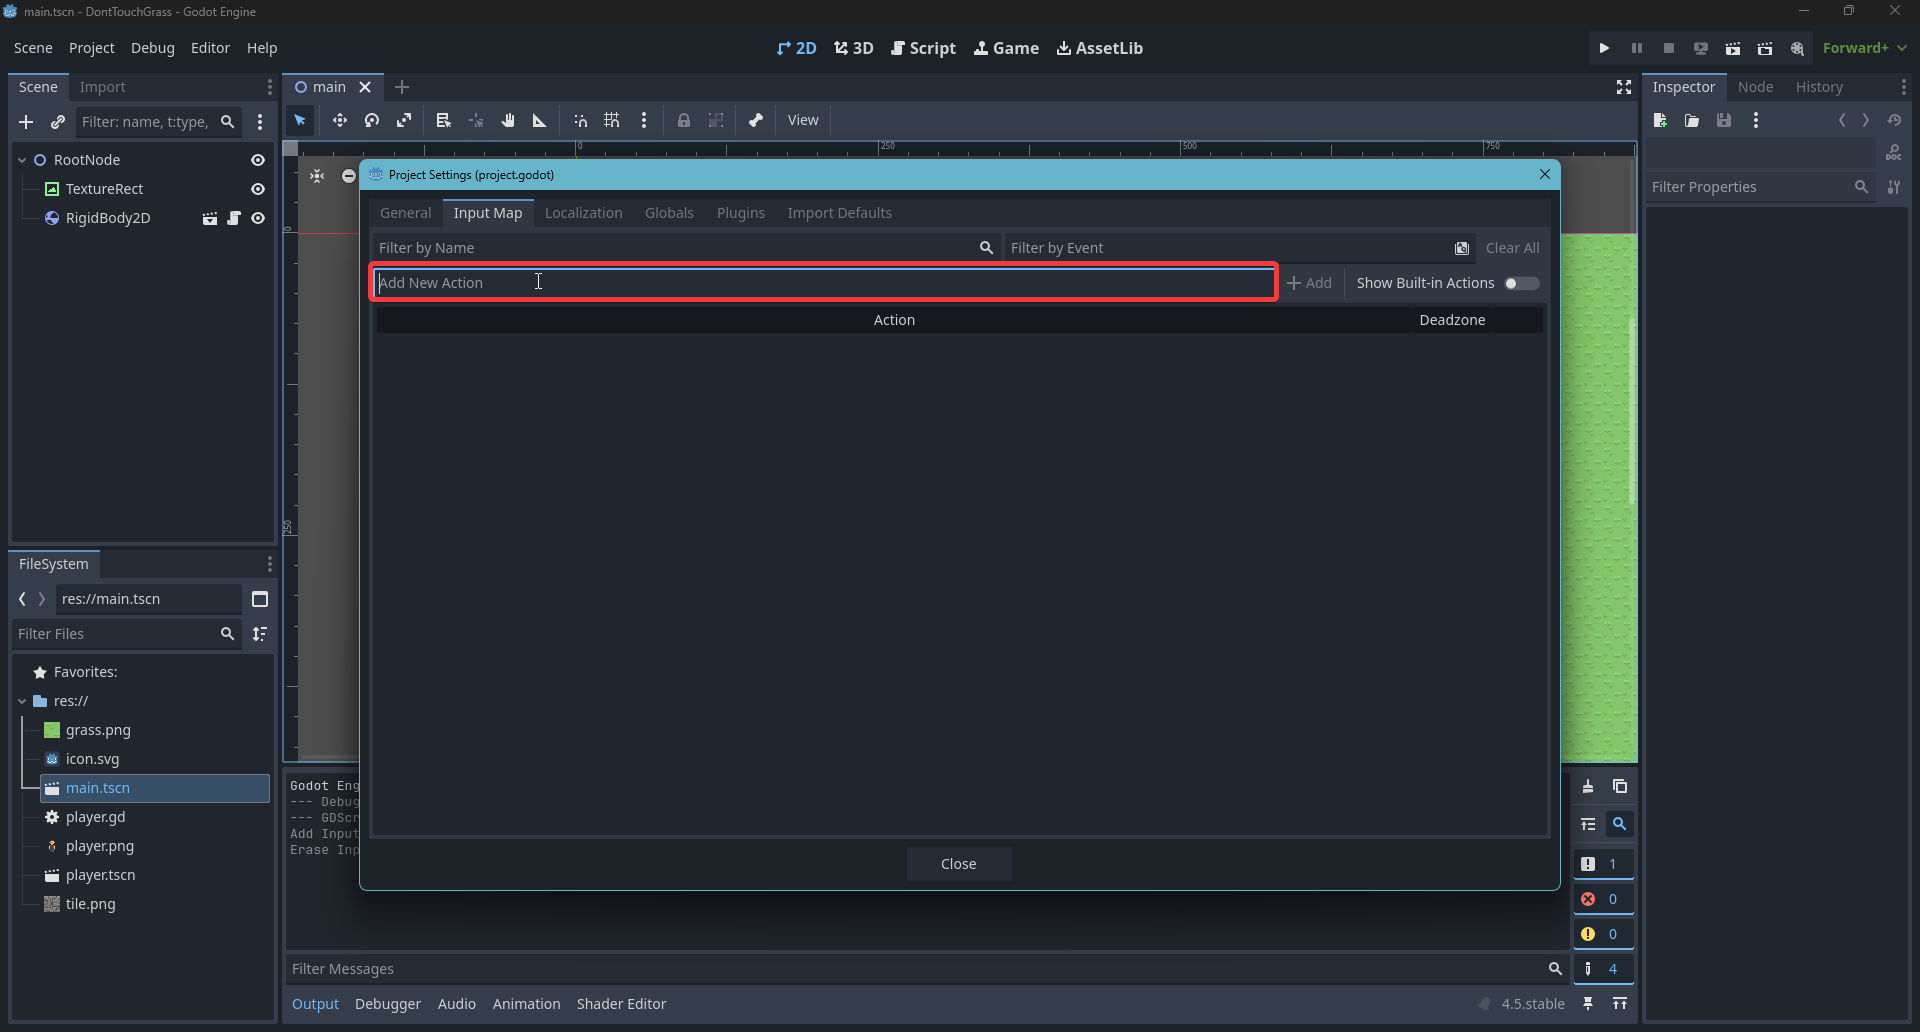 main.tscn - DontTouchGrass - Godot Engine
Scene Project Debug Editor Help
2D 3D Script Game AssetLib
Forward+
Scene Import
main
Inspector Node History
Filter: name, t:type,
View
RootNode
TextureRect
RigidBody2D
0 250 500 750
0
250
Filter Properties
Project Settings (project.godot)
General Input Map Localization Globals Plugins Import Defaults
Filter by Name
Filter by Event
Clear All
Add New Action
Add
Show Built-in Actions
Action Deadzone
Close
FileSystem
res://main.tscn
Filter Files
Favorites:
res://
grass.png
icon.svg
main.tscn
player.gd
player.png
player.tscn
tile.png
Godot Eng
--- Debug
--- GDScr
Add Input
Erase Inp
1
0
0
4
Filter Messages
Output Debugger Audio Animation Shader Editor
4.5.stable